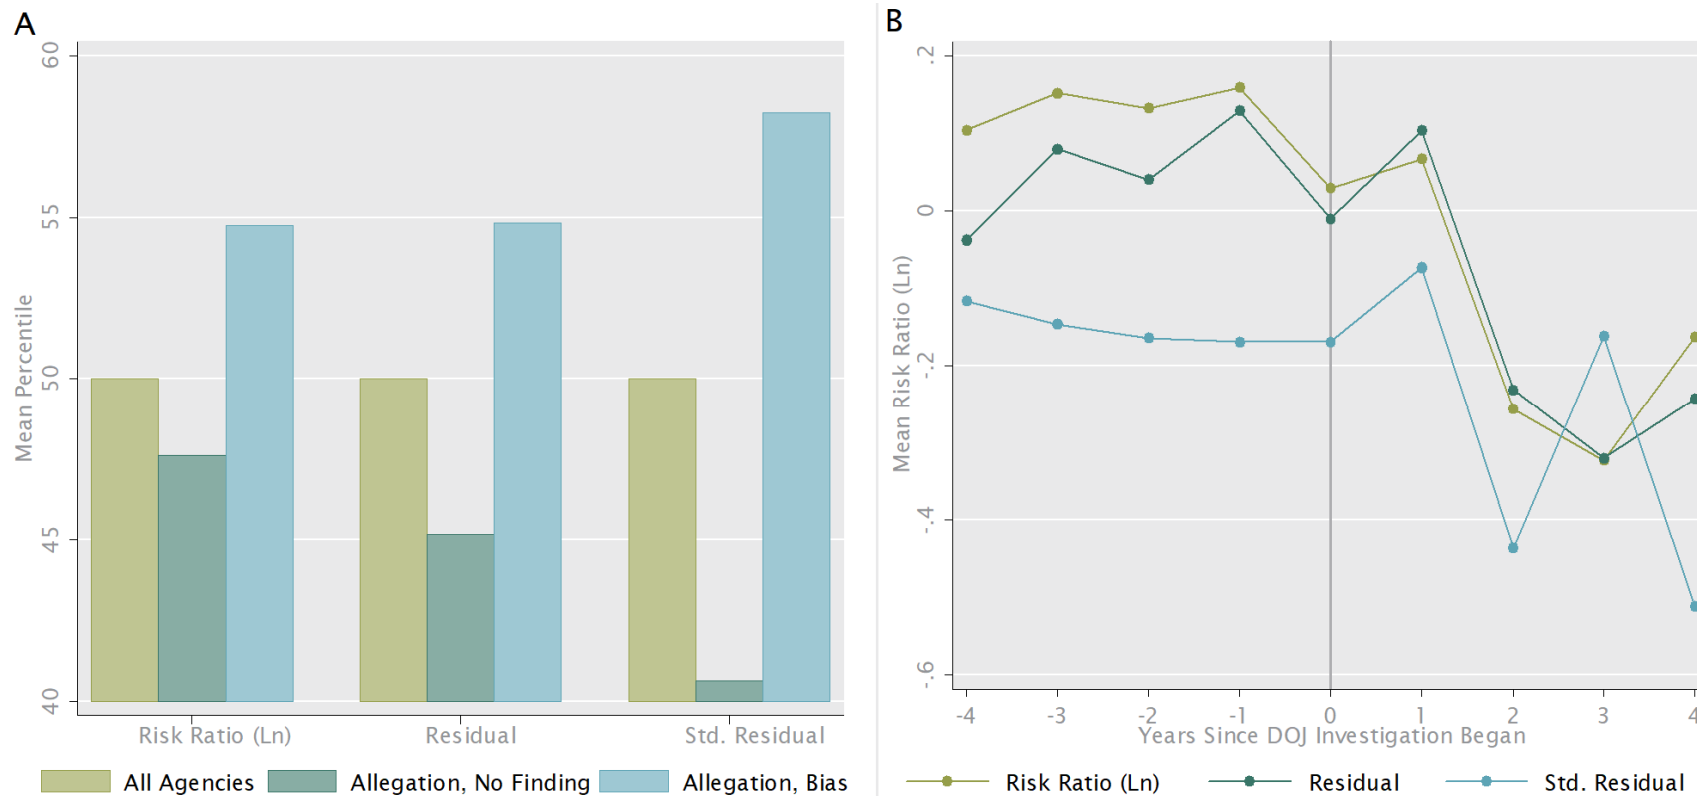 A
60
55
50
45
40
Mean Percentile
Risk Ratio (Ln)
Residual
Std. Residual
All Agencies
Allegation, No Finding
Allegation, Bias
B
.2
0
-.2
-.4
-.6
Mean Risk Ratio (Ln)
-4 -3 -2 -1 0 1 2 3 4
Years Since DOJ Investigation Began
Risk Ratio (Ln)
Residual
Std. Residual